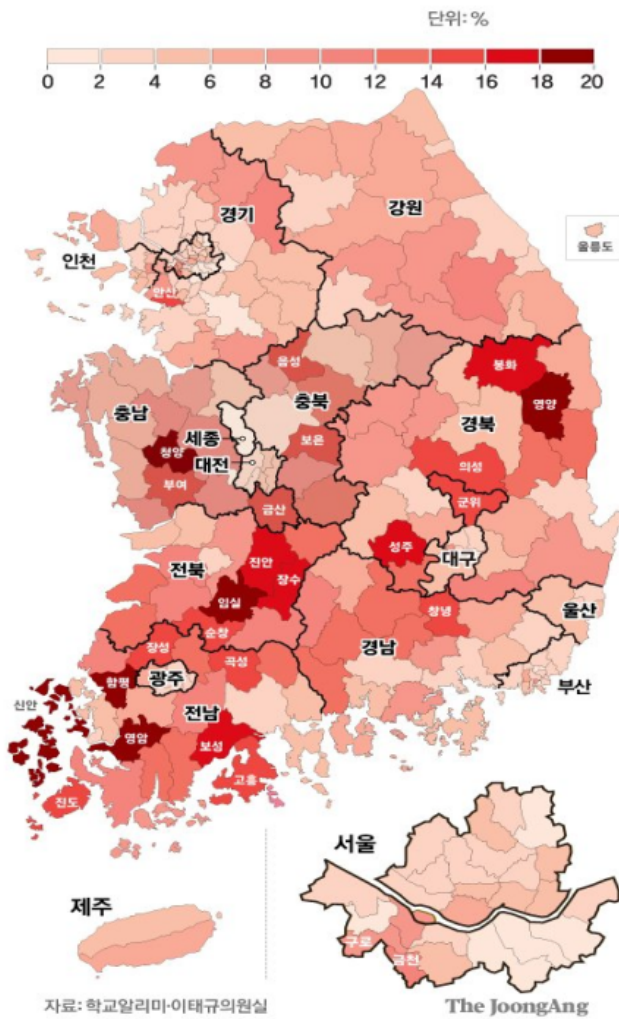 단위: %
0 2 4 6 8 10 12 14 16 18 20
경기
강원
인천
울릉도
안산
음성
봉화
충남
충북
경북
영양
세종
청양
보은
대전
의성
부여
군위
금산
성주
진안
대구
전북
장수
임실
창녕
울산
순창
장성
경남
곡성
함평
광주
부산
신안
전남
영암
보성
고흥
진도
서울
제주
구로
금천
자료: 학교알리미·이태규의원실
The JoongAng